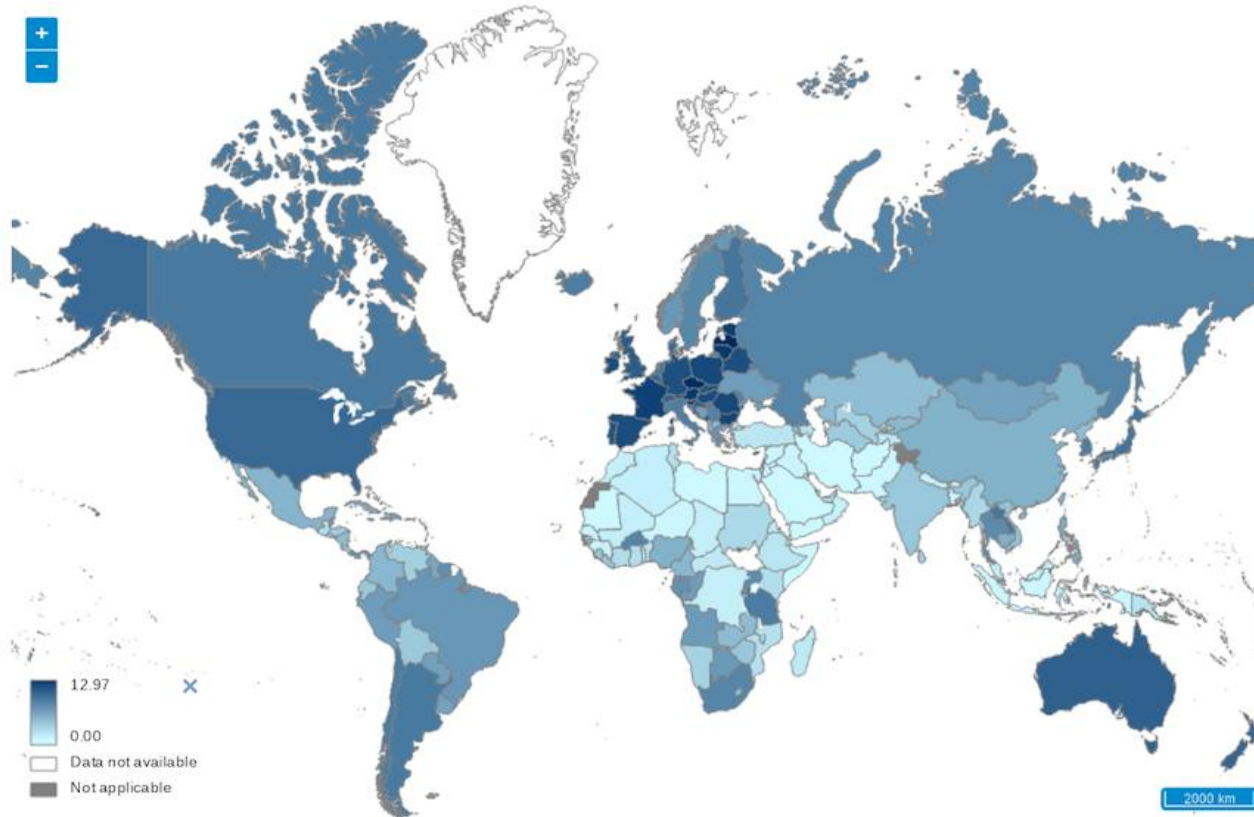 +
−
12.97
0.00
Data not available
Not applicable
2000 km